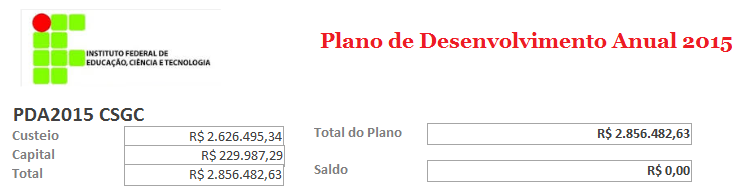 INSTITUTO FEDERAL DE
EDUCAÇÃO, CIÊNCIA E TECNOLOGIA
Plano de Desenvolvimento Anual 2015
PDA2015 CSGC
Custeio R$ 2.626.495,34
Capital R$ 229.987,29
Total R$ 2.856.482,63
Total do Plano R$ 2.856.482,63
Saldo R$ 0,00